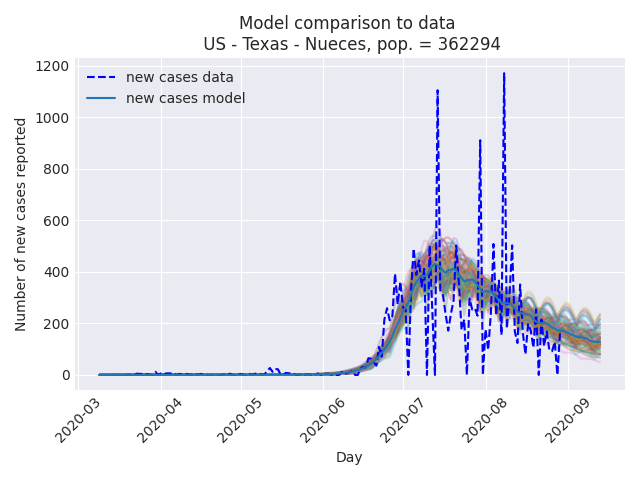 Model comparison to data
US - Texas - Nueces, pop. = 362294
new cases data
new cases model
Number of new cases reported
1200
1000
800
600
400
200
0
2020-03
2020-04
2020-05
2020-06
2020-07
2020-08
2020-09
Day